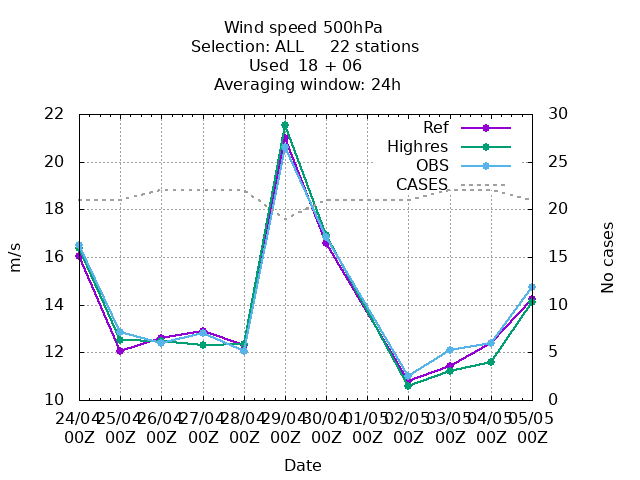 Wind speed 500hPa
Selection: ALL 22 stations
Used 18 + 06
Averaging window: 24h
22 30
Ref
Highres
20 25
OBS
CASES
18 20
m/s
No cases
16 15
14 10
12 5
10 0
24/04 25/04 26/04 27/04 28/04 29/04 30/04 01/05 02/05 03/05 04/05 05/05
00Z 00Z 00Z 00Z 00Z 00Z 00Z 00Z 00Z 00Z 00Z 00Z
Date